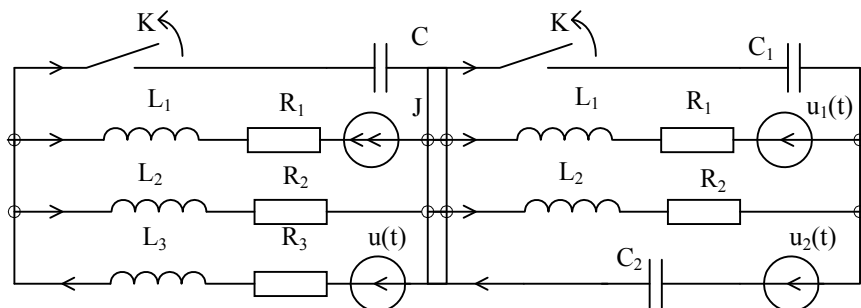 K C K C₁
L₁ R₁ J L₁ R₁ u₁(t)
L₂ R₂ L₂ R₂
L₃ R₃ u(t) C₂ u₂(t)